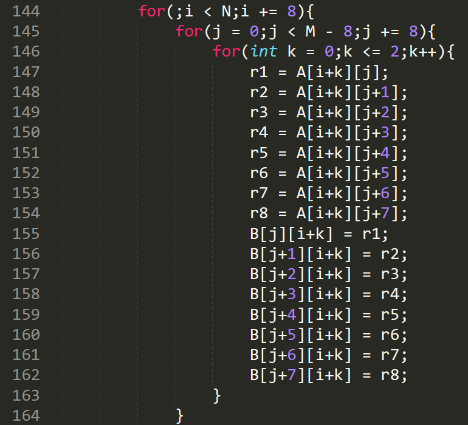 144 for(;i < N;i += 8){
145 for(j = 0;j < M - 8;j += 8){
146 for(int k = 0;k <= 2;k++){
147 r1 = A[i+k][j];
148 r2 = A[i+k][j+1];
149 r3 = A[i+k][j+2];
150 r4 = A[i+k][j+3];
151 r5 = A[i+k][j+4];
152 r6 = A[i+k][j+5];
153 r7 = A[i+k][j+6];
154 r8 = A[i+k][j+7];
155 B[j][i+k] = r1;
156 B[j+1][i+k] = r2;
157 B[j+2][i+k] = r3;
158 B[j+3][i+k] = r4;
159 B[j+4][i+k] = r5;
160 B[j+5][i+k] = r6;
161 B[j+6][i+k] = r7;
162 B[j+7][i+k] = r8;
163 }
164 }